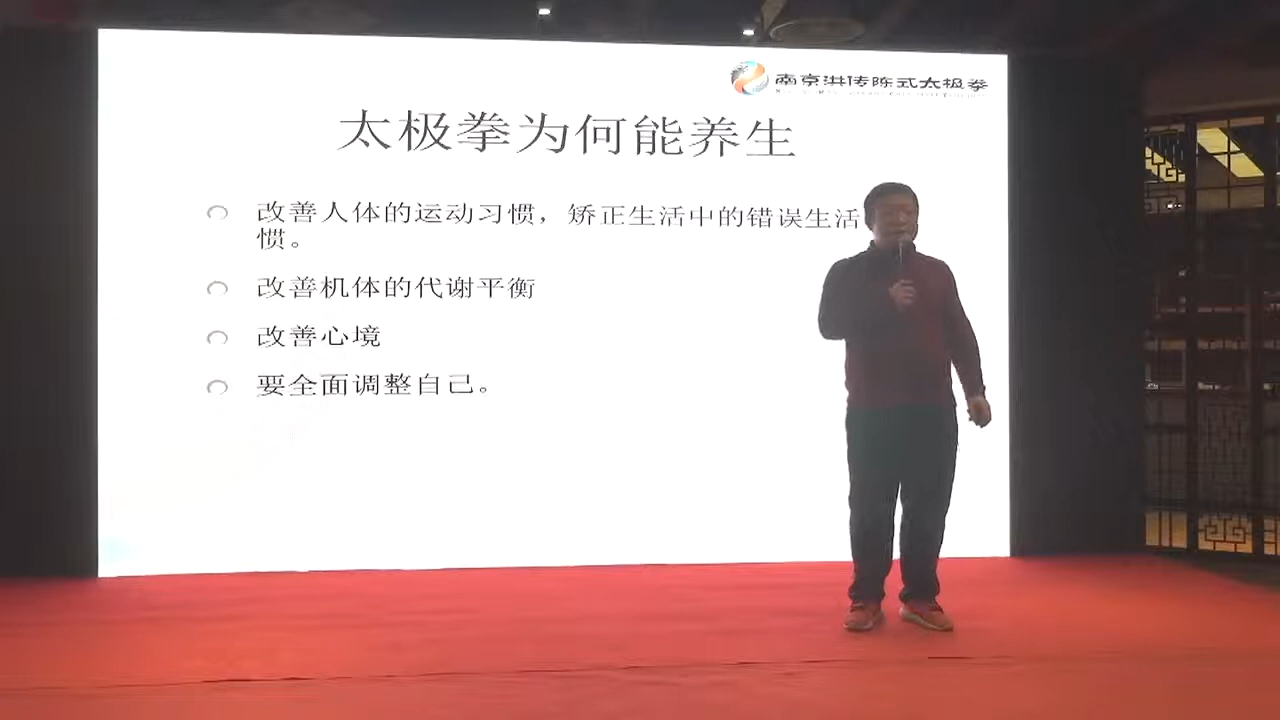 南京洪传陈式太极拳
太极拳为何能养生
改善人体的运动习惯，矫正生活中的错误生活
惯。
改善机体的代谢平衡
改善心境
要全面调整自己。